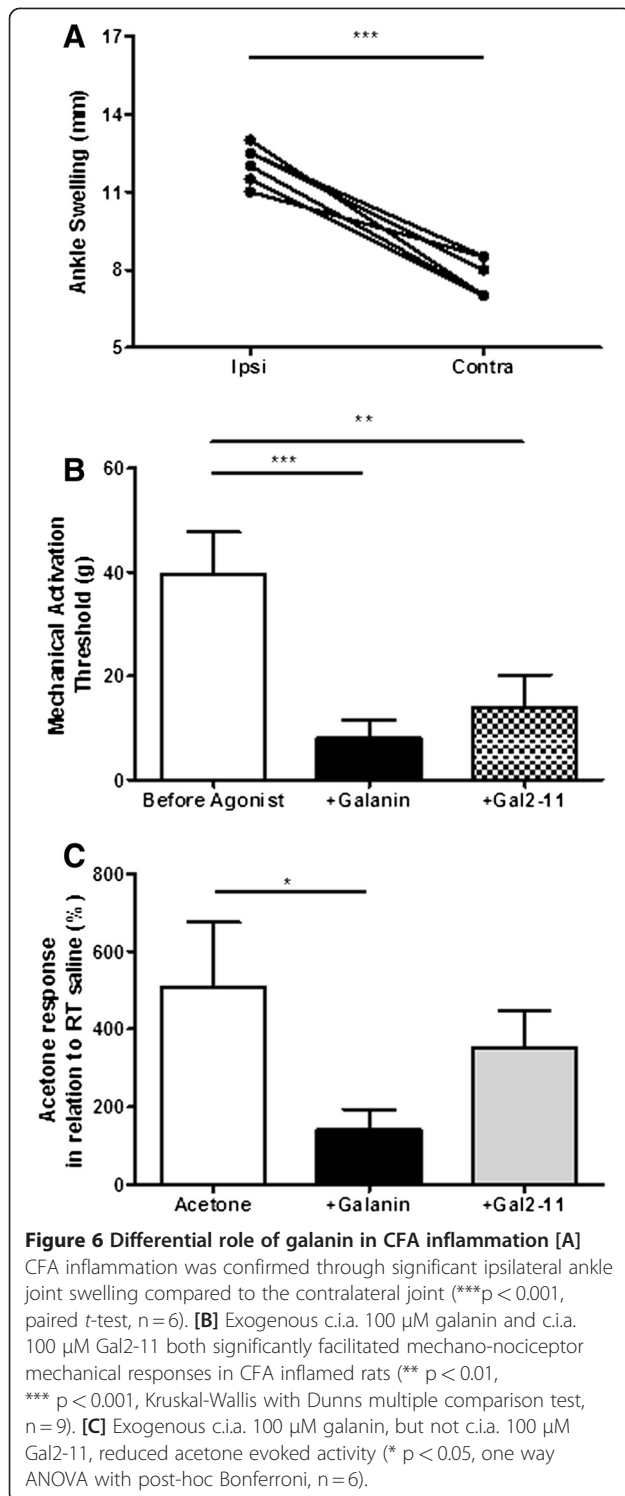 A
***
17
14
11
8
5
Ankle Swelling (mm)
Ipsi
Contra
B
**
***
60
40
20
0
Mechanical Activation
Threshold (g)
Before Agonist
+Galanin
+Gal2-11
C
*
800
600
400
200
0
Acetone response
in relation to RT saline (%)
Acetone
+Galanin
+Gal2-11
Figure 6 Differential role of galanin in CFA inflammation [A]
CFA inflammation was confirmed through significant ipsilateral ankle
joint swelling compared to the contralateral joint (***p < 0.001,
paired t-test, n = 6). [B] Exogenous c.i.a. 100 μM galanin and c.i.a.
100 μM Gal2-11 both significantly facilitated mechano-nociceptor
mechanical responses in CFA inflamed rats (** p < 0.01,
*** p < 0.001, Kruskal-Wallis with Dunns multiple comparison test,
n = 9). [C] Exogenous c.i.a. 100 μM galanin, but not c.i.a. 100 μM
Gal2-11, reduced acetone evoked activity (* p < 0.05, one way
ANOVA with post-hoc Bonferroni, n = 6).